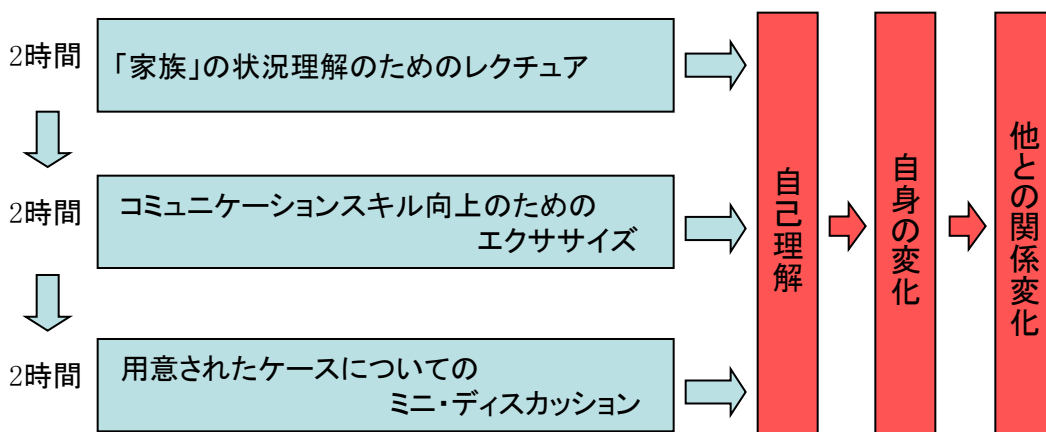 2時間
「家族」の状況理解のためのレクチュア
2時間
コミュニケーションスキル向上のための
エクササイズ
2時間
用意されたケースについての
ミニ・ディスカッション
自己理解
自身の変化
他との関係変化